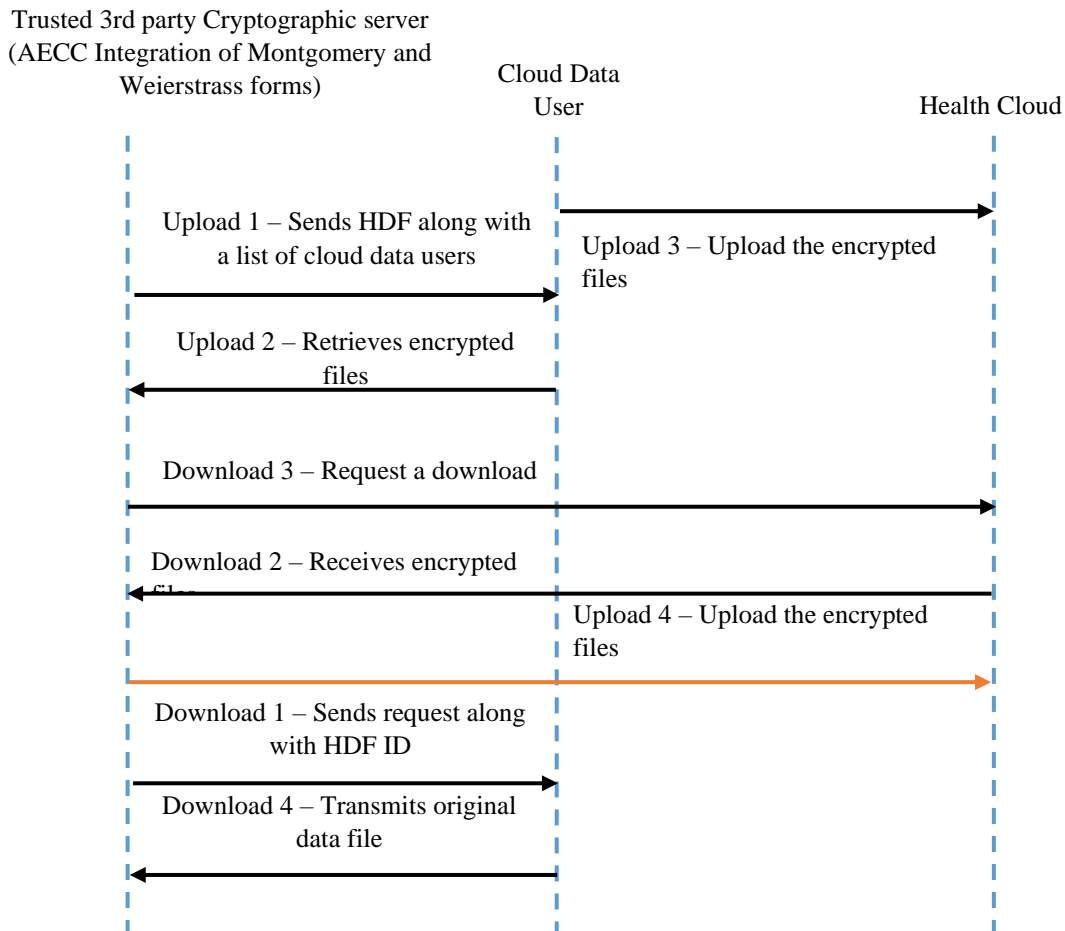 Trusted 3rd party Cryptographic server
(AECC Integration of Montgomery and
Weierstrass forms)
Cloud Data
User
Health Cloud
Upload 1 – Sends HDF along with
a list of cloud data users
Upload 3 – Upload the encrypted
files
Upload 2 – Retrieves encrypted
files
Download 3 – Request a download
Download 2 – Receives encrypted
files
Upload 4 – Upload the encrypted
files
Download 1 – Sends request along
with HDF ID
Download 4 – Transmits original
data file